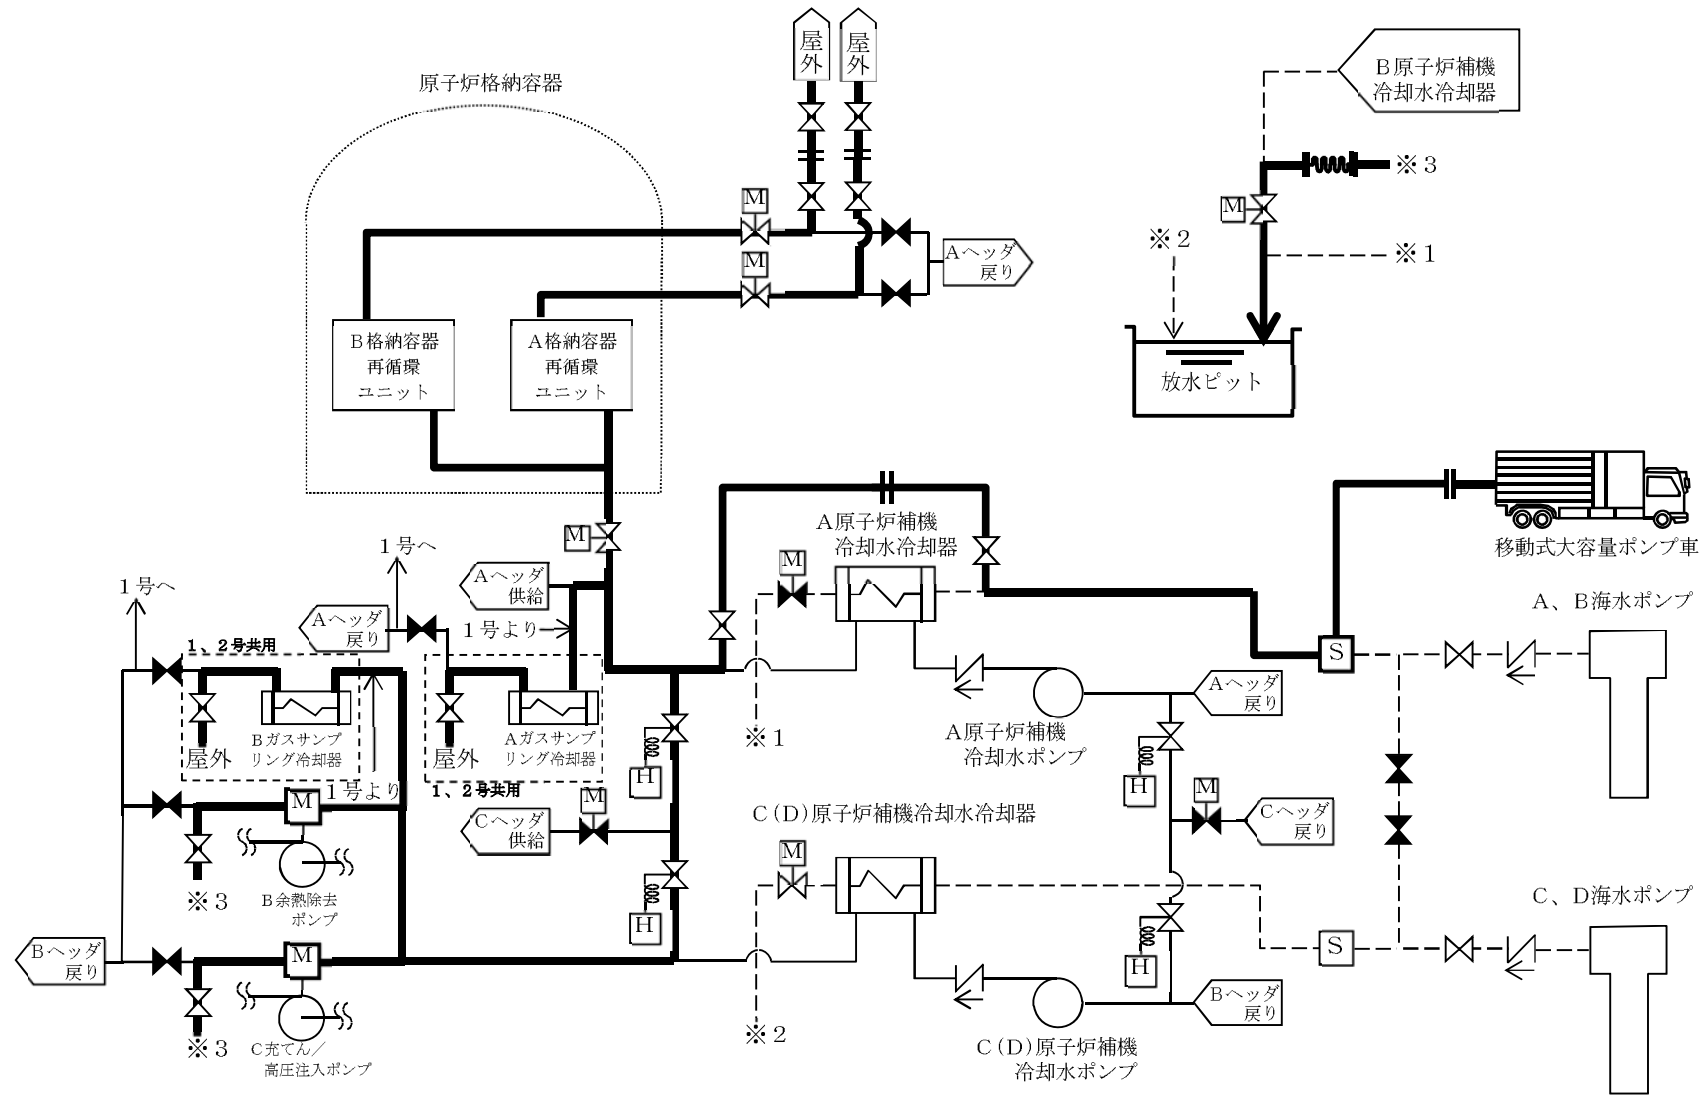 屋外
屋外
原子炉格納容器
B原子炉補機
冷却水冷却器
※3
M
M
※2
※1
M
Aヘッダ
戻り
M
B格納容器
再循環
ユニット
A格納容器
再循環
ユニット
放水ピット
移動式大容量ポンプ車
A原子炉補機
冷却水冷却器
M
M
1号へ
1号へ
Aヘッダ
供給
Aヘッダ
戻り
1号より
A、B海水ポンプ
1、2号共用
S
Aヘッダ
戻り
Bガスサンプ
リング冷却器
屋外
Aガスサンプ
リング冷却器
屋外
※1
A原子炉補機
冷却水ポンプ
H
H
M
1号より
1、2号共用
M
M
Cヘッダ
供給
C(D)原子炉補機冷却水冷却器
Cヘッダ
戻り
M
※3
B余熱除去
ポンプ
H
C、D海水ポンプ
S
Bヘッダ
戻り
M
H
Bヘッダ
戻り
※2
※3
C充てん/
高圧注入ポンプ
C(D)原子炉補機
冷却水ポンプ